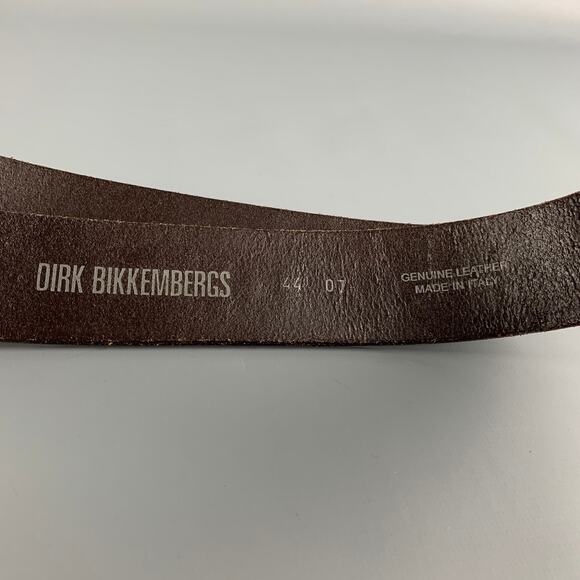 DIRK BIKKEMBERGS 44 07 GENUINE LEATHER
MADE IN ITALY